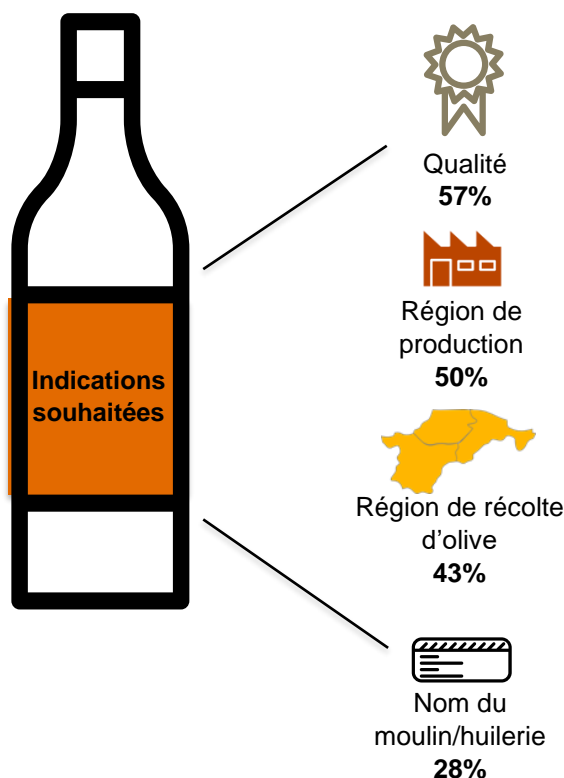 Qualité
57%
Région de
production
50%
Indications
souhaitées
Région de récolte
d'olive
43%
Nom du
moulin/huilerie
28%